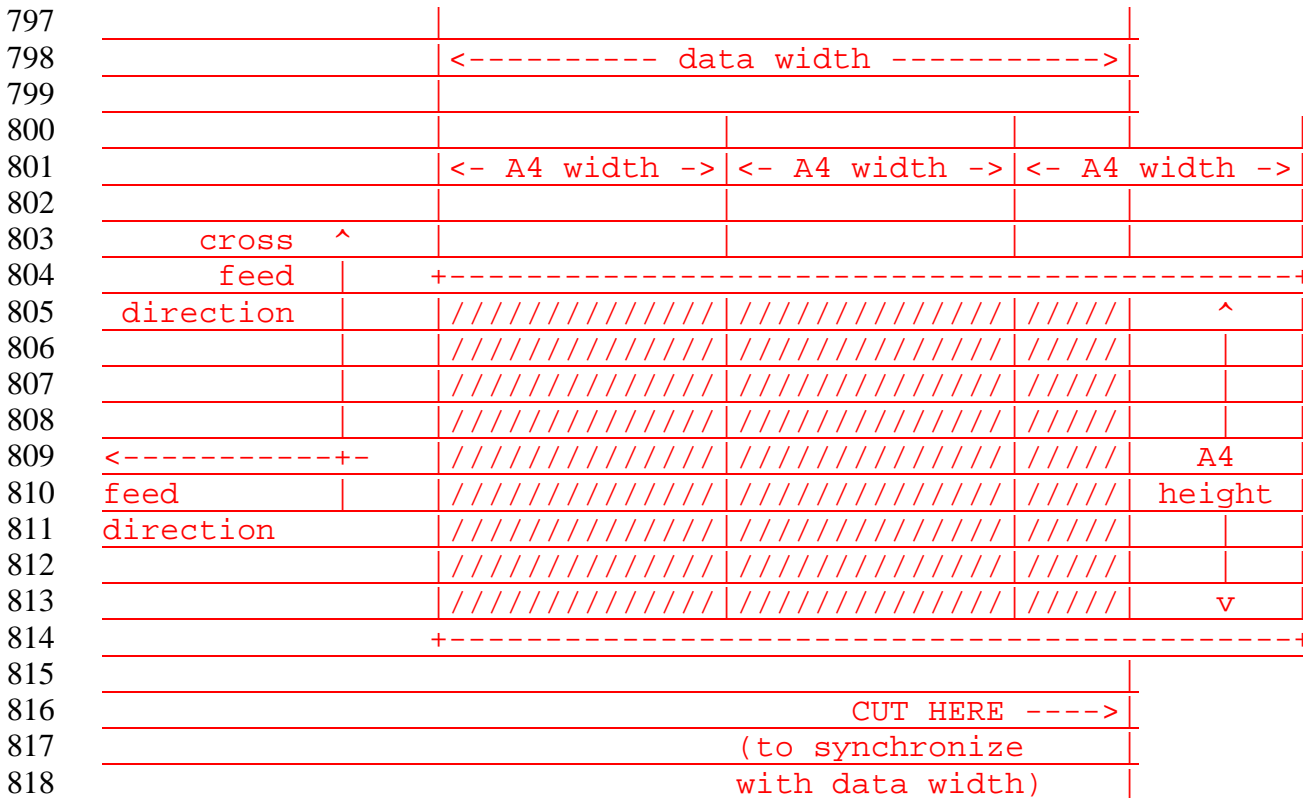 797                                    |                                   |
798                                    |<---------- data width ----------->|
799                                    |                                   |
800                                    |              |              |     |        |
801                                    |<- A4 width ->|<- A4 width ->|<- A4 width ->|
802                                    |              |              |     |        |
803       cross  ^    |              |              |     |        |
804        feed  |    +--------------------------------------------+
805   direction  |    |//////////////|//////////////|/////|    ^   |
806              |    |//////////////|//////////////|/////|    |   |
807              |    |//////////////|//////////////|/////|    |   |
808              |    |//////////////|//////////////|/////|    |   |
809  <-----------+-   |//////////////|//////////////|/////|   A4   |
810  feed        |    |//////////////|//////////////|/////| height |
811  direction        |//////////////|//////////////|/////|    |   |
812                   |//////////////|//////////////|/////|    |   |
813                   |//////////////|//////////////|/////|    v   |
814                   +--------------------------------------------+
815                                                       |
816                                         CUT HERE ---->|
817                                   (to synchronize     |
818                                   with data width)    |